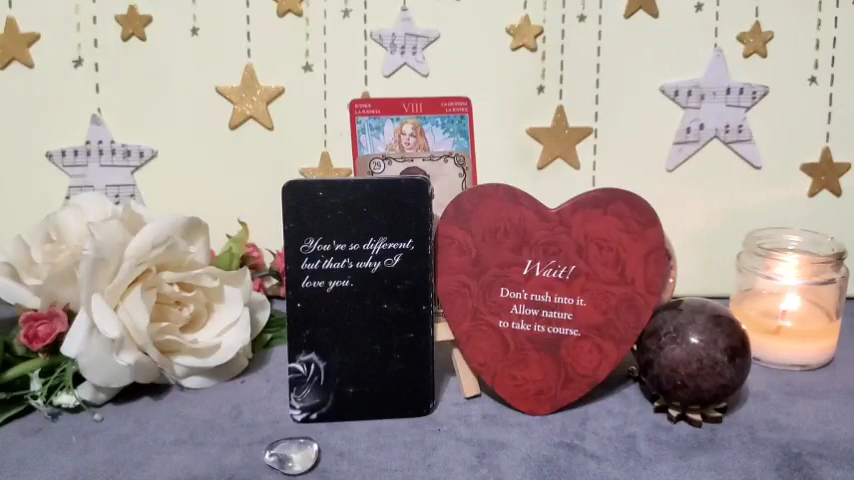 VIII
29
You're so different,
but that's why I
love you.
Wait!
Don't rush into it.
Allow nature
to take its course.